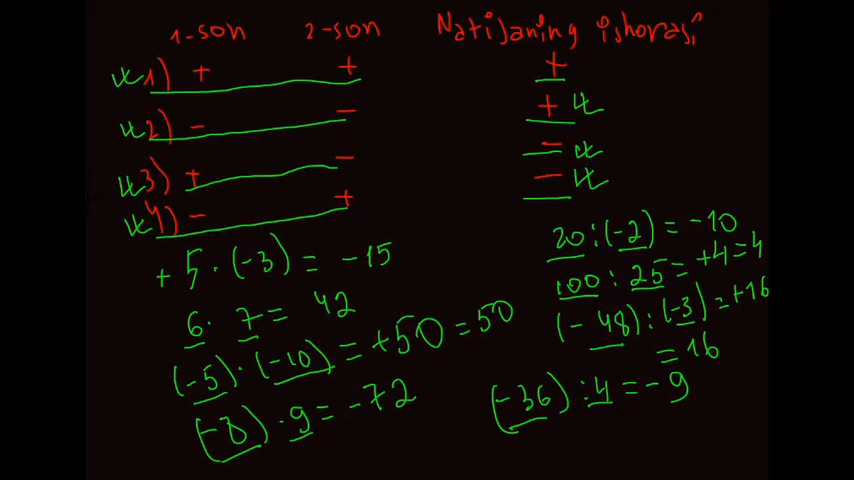 1-son 2-son Natijaning ishorasi
1) + + +
2) - - +
3) + - -
4) - + -
+5·(-3)=-15
6·7=42
(-5)·(-10)=+50=50
(-8)·9=-72
20:(-2)=-10
100:25=+4=4
(-48):(-3)=+16
=16
(-36):4=-9